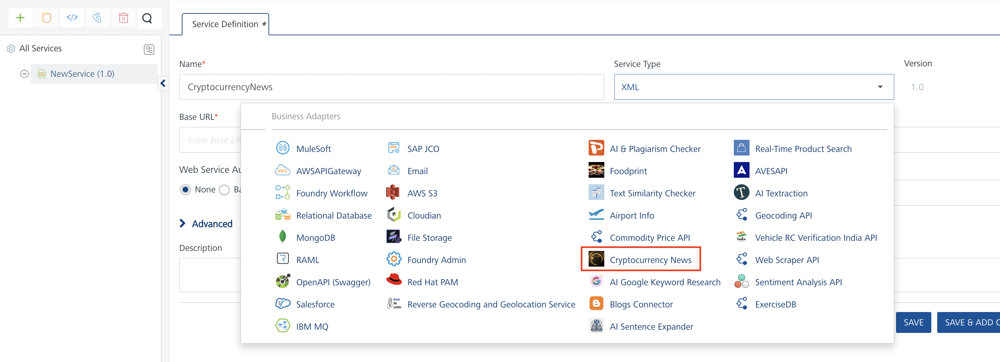 Service Definition *
All Services
NewService (1.0)
Name*
CryptocurrencyNews
Service Type
XML
Version
1.0
Base URL*
Enter base UR
Web Service Au
None
Ba
Advanced
Description
Business Adapters
MuleSoft
AWSAPIGateway
Foundry Workflow
Relational Database
MongoDB
RAML
OpenAPI (Swagger)
Salesforce
IBM MQ
SAP JCO
Email
AWS S3
Cloudian
File Storage
Foundry Admin
Red Hat PAM
Reverse Geocoding and Geolocation Service
AI & Plagiarism Checker
Foodprint
Text Similarity Checker
Airport Info
Commodity Price API
Cryptocurrency News
AI Google Keyword Research
Blogs Connector
AI Sentence Expander
Real-Time Product Search
AVESAPI
AI Textraction
Geocoding API
Vehicle RC Verification India API
Web Scraper API
Sentiment Analysis API
ExerciseDB
SAVE
SAVE & ADD